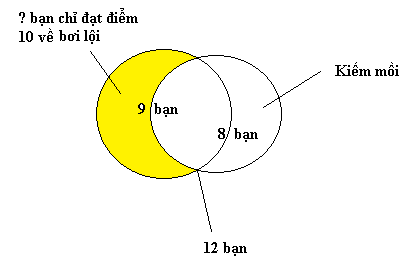 ? bạn chỉ đạt điểm
10 về bơi lội
Kiếm mồi
9 bạn
8 bạn
12 bạn